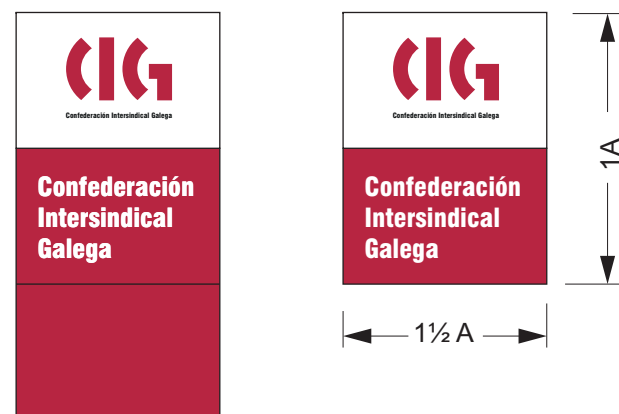 CIG
Confederación Intersindical Galega
Confederación
Intersindical
Galega
CIG
Confederación Intersindical Galega
Confederación
Intersindical
Galega
1A
1½ A